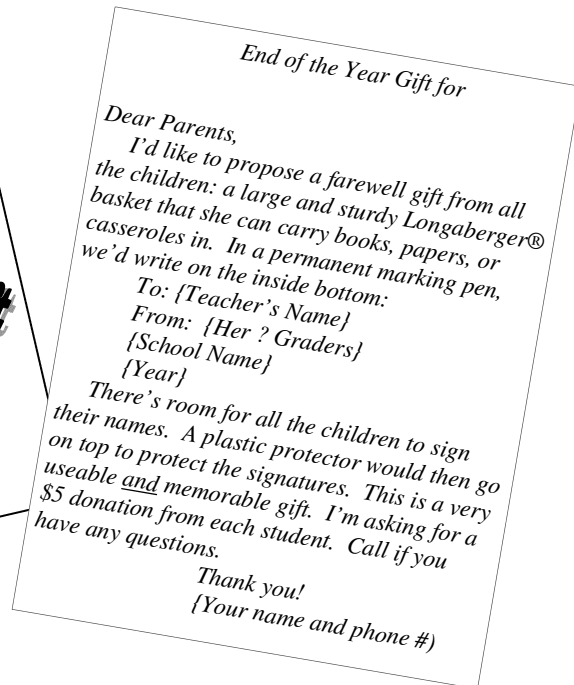 End of the Year Gift for
Dear Parents,
I'd like to propose a farewell gift from all
the children: a large and sturdy Longaberger®
basket that she can carry books, papers, or
casseroles in.  In a permanent marking pen,
we'd write on the inside bottom:
To: {Teacher's Name}
From:  {Her ? Graders}
{School Name}
{Year}
There's room for all the children to sign
their names.  A plastic protector would then go
on top to protect the signatures.  This is a very
useable and memorable gift.  I'm asking for a
$5 donation from each student.  Call if you
have any questions.
Thank you!
{Your name and phone #)